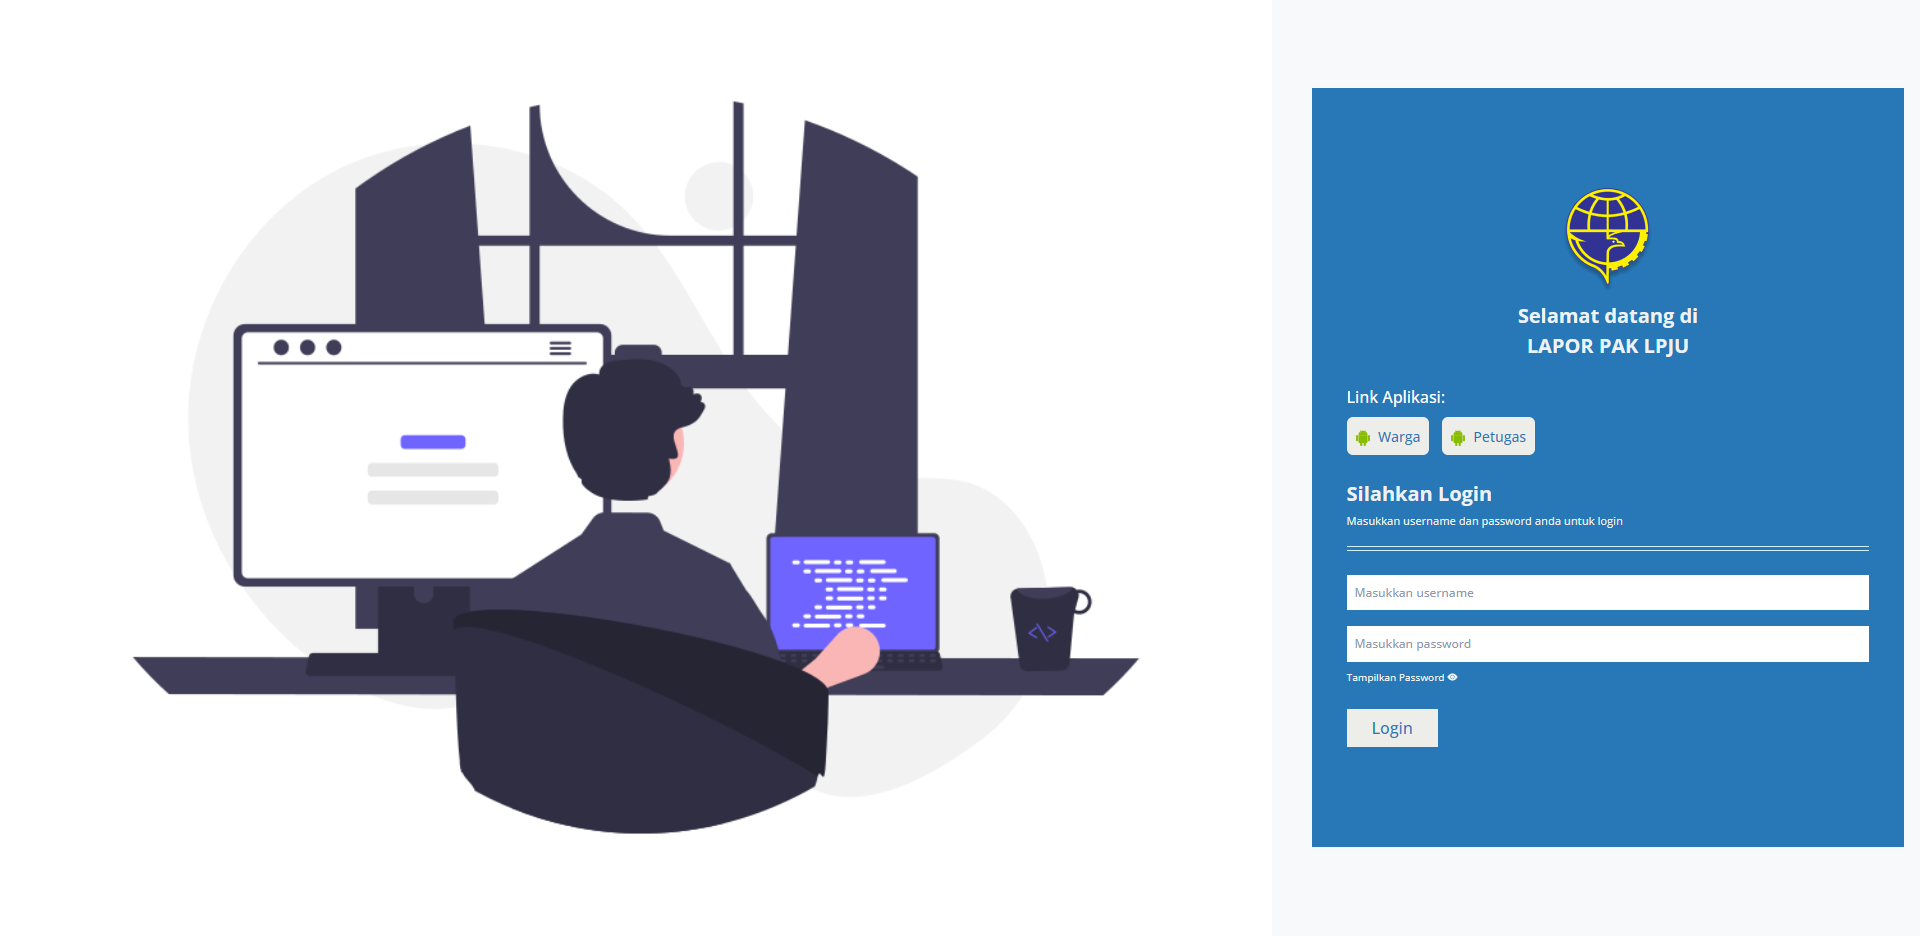 Selamat datang di
LAPOR PAK LPJU
Link Aplikasi:
Warga
Petugas
Silahkan Login
Masukkan username dan password anda untuk login
Masukkan username
Masukkan password
Tampilkan Password
Login